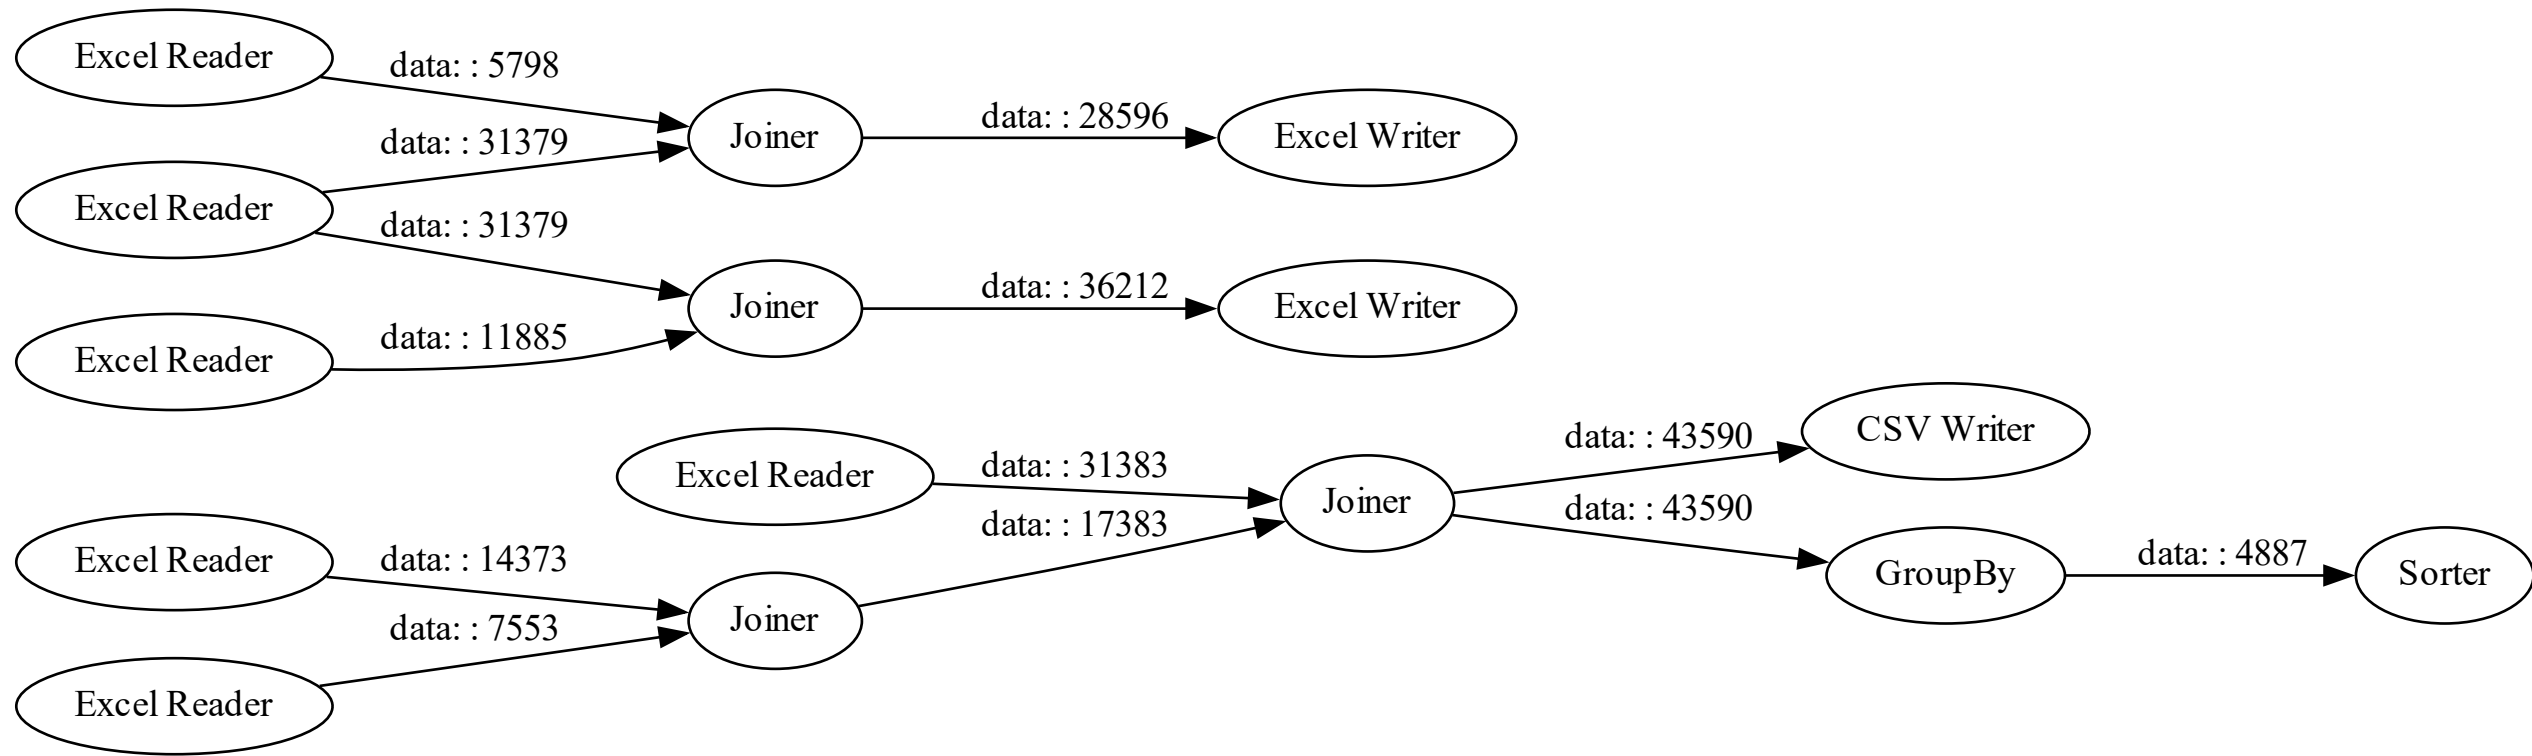 Excel Reader
data: : 5798
data: : 31379
Joiner
data: : 28596
Excel Writer
Excel Reader
data: : 31379
Joiner
data: : 36212
Excel Writer
Excel Reader
data: : 11885
Excel Reader
data: : 31383
Joiner
data: : 43590
CSV Writer
data: : 17383
data: : 43590
Excel Reader
data: : 14373
Joiner
GroupBy
data: : 4887
Sorter
data: : 7553
Excel Reader